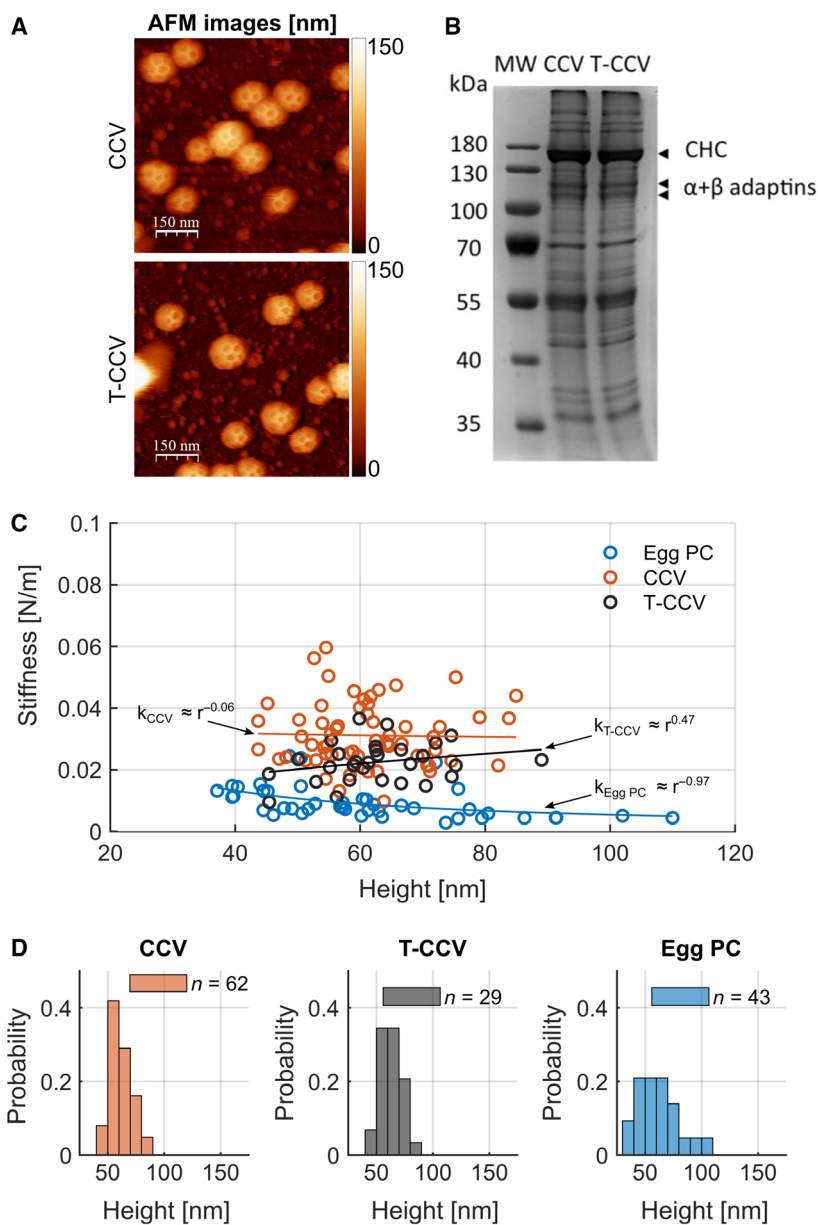 A
AFM images [nm]
CCV
150
0
150 nm
T-CCV
150
0
150 nm
B
MW CCV T-CCV
kDa
180
130
100
70
55
40
35
CHC
α+β adaptins
C
Stiffness [N/m]
0.1
0.08
0.06
0.04
0.02
0
20 40 60 80 100 120
Height [nm]
Egg PC
CCV
T-CCV
kCCV ≈ r⁻⁰·⁰⁶
kT-CCV ≈ r⁰·⁴⁷
kEgg PC ≈ r⁻⁰·⁹⁷
D
CCV
n = 62
Probability
0.4
0.2
0
50 100 150
Height [nm]
T-CCV
n = 29
Probability
0.4
0.2
0
50 100 150
Height [nm]
Egg PC
n = 43
Probability
0.4
0.2
0
50 100 150
Height [nm]